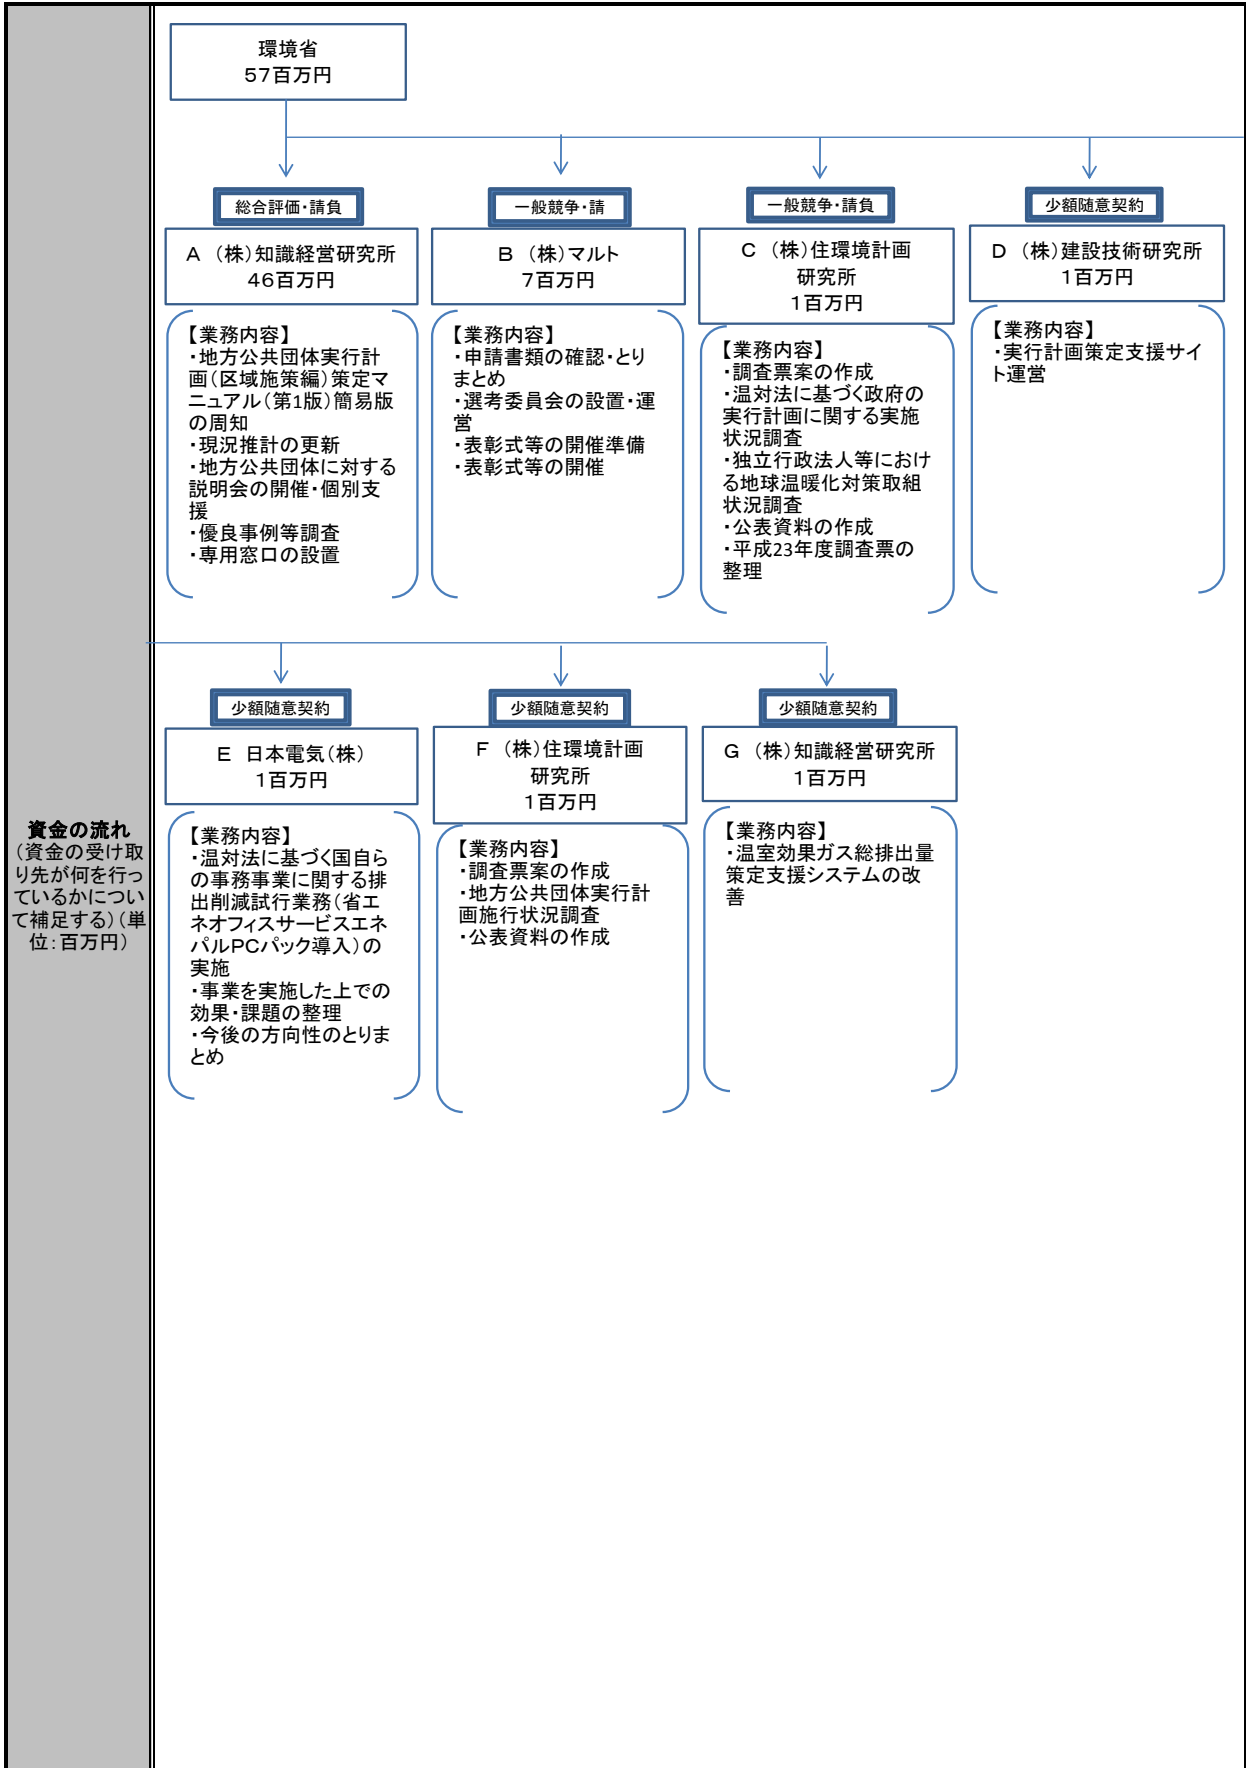 環境省
57百万円
総合評価・請負
A （株）知識経営研究所
46百万円
【業務内容】
・地方公共団体実行計
画（区域施策編）策定マ
ニュアル（第1版）簡易版
の周知
・現況推計の更新
・地方公共団体に対する
説明会の開催・個別支
援
・優良事例等調査
・専用窓口の設置
一般競争・請
B （株）マルト
7百万円
【業務内容】
・申請書類の確認・とり
まとめ
・選考委員会の設置・運
営
・表彰式等の開催準備
・表彰式等の開催
一般競争・請負
C （株）住環境計画
研究所
1百万円
【業務内容】
・調査票案の作成
・温対法に基づく政府の
実行計画に関する実施
状況調査
・独立行政法人等におけ
る地球温暖化対策取組
状況調査
・公表資料の作成
・平成23年度調査票の
整理
少額随意契約
D （株）建設技術研究所
1百万円
【業務内容】
・実行計画策定支援サイ
ト運営
少額随意契約
E 日本電気（株）
1百万円
【業務内容】
・温対法に基づく国自ら
の事務事業に関する排
出削減試行業務（省エ
ネオフィスサービスエネ
パルPCパック導入）の
実施
・事業を実施した上での
効果・課題の整理
・今後の方向性のとりま
とめ
少額随意契約
F （株）住環境計画
研究所
1百万円
【業務内容】
・調査票案の作成
・地方公共団体実行計
画施行状況調査
・公表資料の作成
少額随意契約
G （株）知識経営研究所
1百万円
【業務内容】
・温室効果ガス総排出量
策定支援システムの改
善
資金の流れ
（資金の受け取
り先が何を行っ
ているかについ
て補足する）（単
位：百万円）